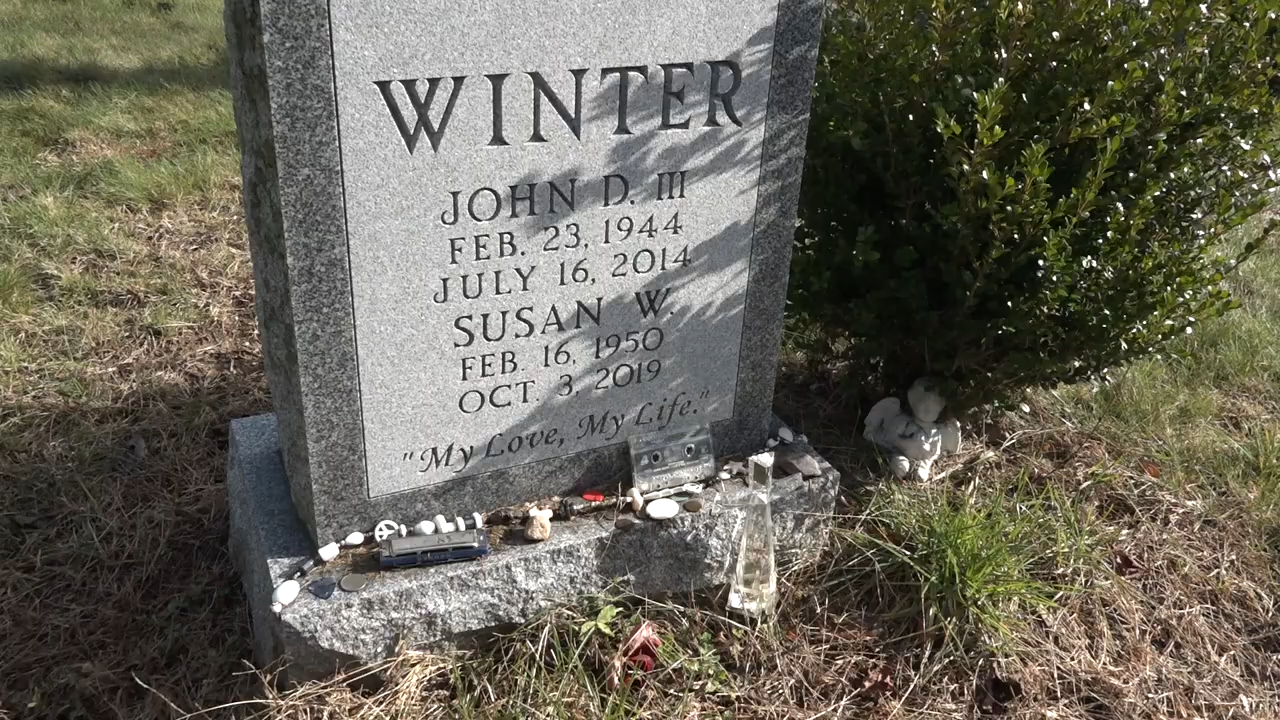 WINTER
JOHN D. III
FEB. 23, 1944
JULY 16, 2014
SUSAN W.
FEB. 16, 1950
OCT. 3, 2019
"My Love, My Life."